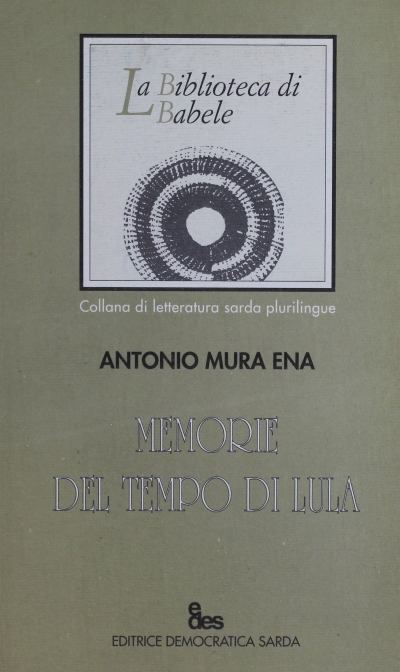 La Biblioteca di
Babele
Collana di letteratura sarda plurilingue
ANTONIO MURA ENA
MEMORIE
DEL TEMPO DI LULA
edes
EDITRICE DEMOCRATICA SARDA